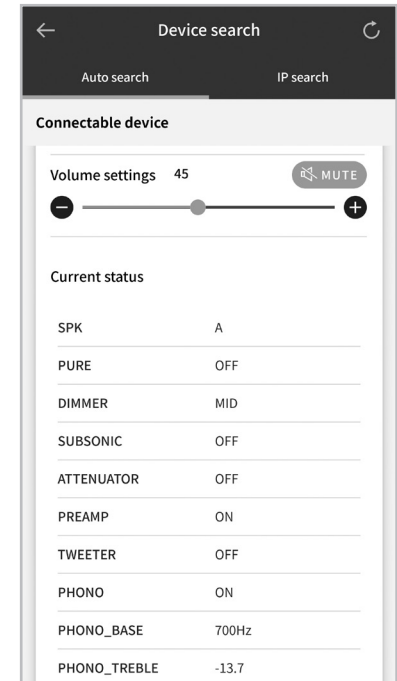 Device search
Auto search IP search
Connectable device
Volume settings 45 MUTE
Current status
SPK A
PURE OFF
DIMMER MID
SUBSONIC OFF
ATTENUATOR OFF
PREAMP ON
TWEETER OFF
PHONO ON
PHONO_BASE 700Hz
PHONO_TREBLE -13.7